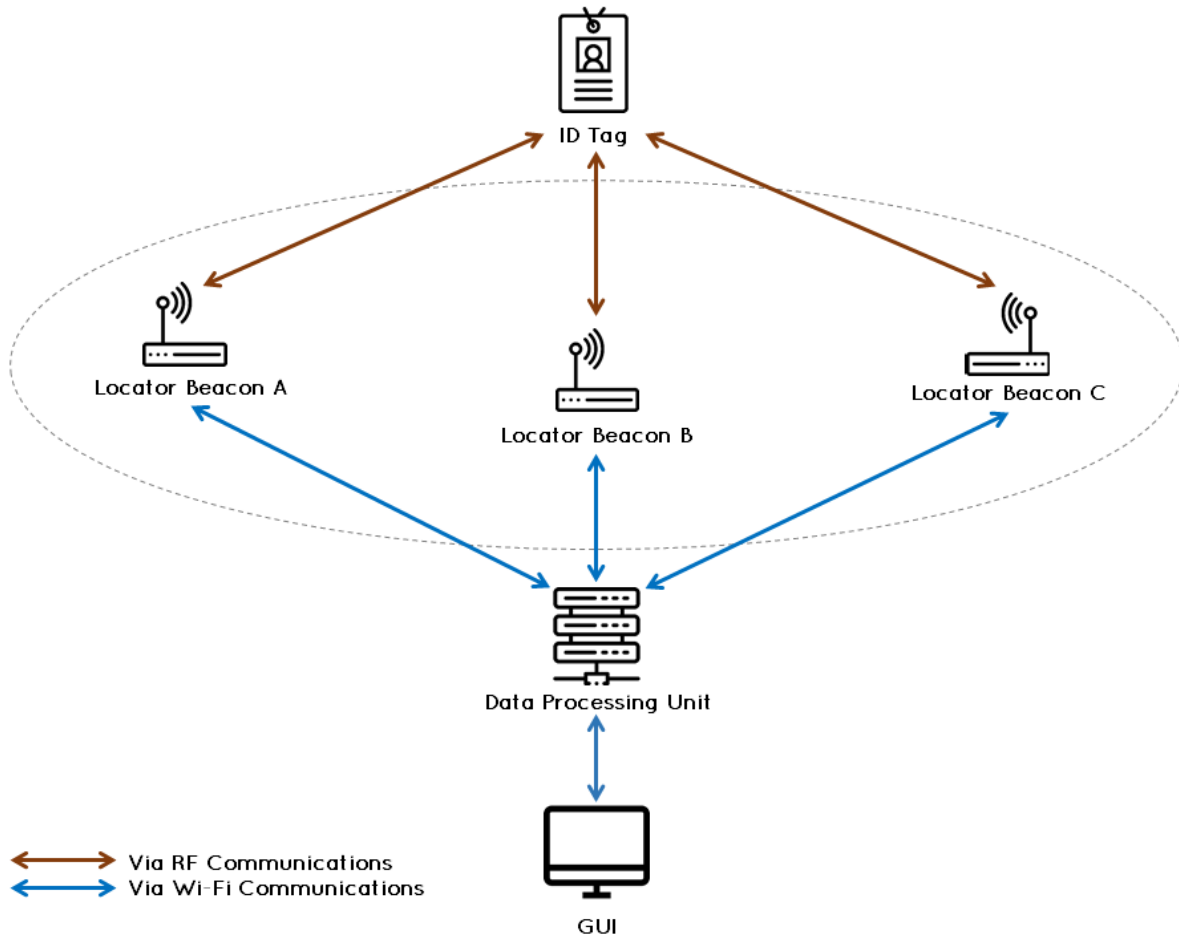 ID Tag
Locator Beacon A
Locator Beacon B
Locator Beacon C
Data Processing Unit
Via RF Communications
Via Wi-Fi Communications
GUI